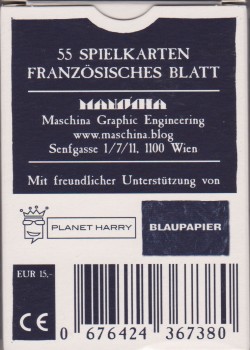 55 SPIELKARTEN
FRANZÖSISCHES BLATT
MASCHINA
Maschina Graphic Engineering
www.maschina.blog
Senfgasse 1/7/11, 1100 Wien
Mit freundlicher Unterstützung von
PLANET HARRY
BLAUPAPIER
EUR 15,-
CE
0 676424 367380